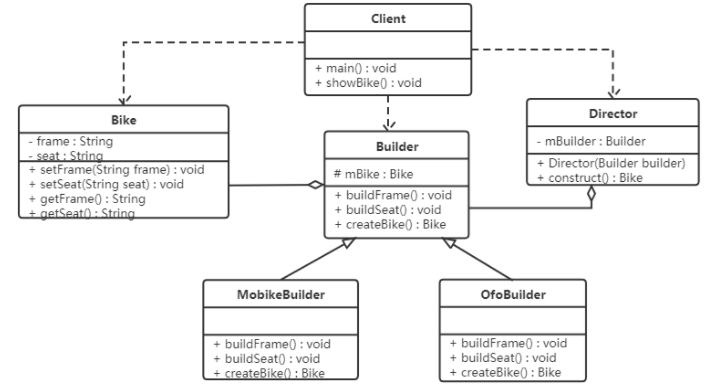 Client
+ main() : void
+ showBike() : void
Bike
- frame : String
- seat : String
+ setFrame(String frame) : void
+ setSeat(String seat) : void
+ getFrame() : String
+ getSeat() : String
Builder
# mBike : Bike
+ buildFrame() : void
+ buildSeat() : void
+ createBike() : Bike
Director
- mBuilder : Builder
+ Director(Builder builder)
+ construct() : Bike
MobikeBuilder
+ buildFrame() : void
+ buildSeat() : void
+ createBike() : Bike
OfoBuilder
+ buildFrame() : void
+ buildSeat() : void
+ createBike() : Bike